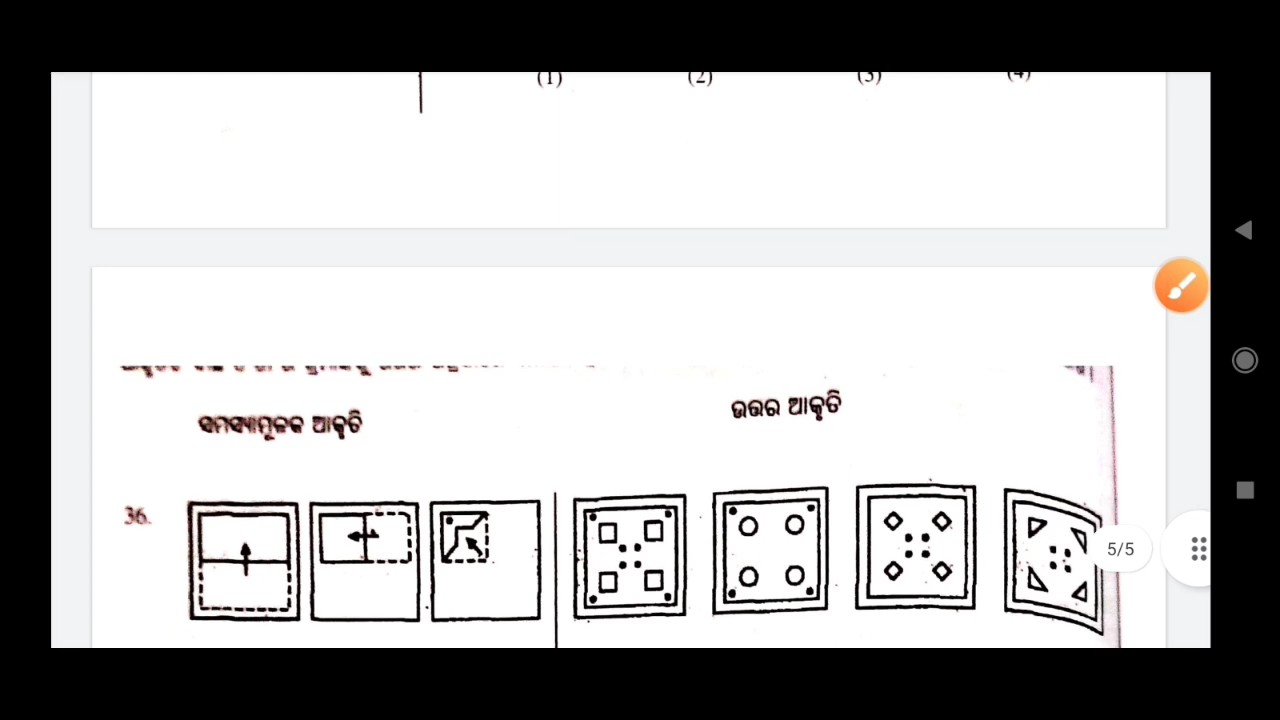 (1) (2) (3) (4)
ସମସ୍ୟାମୂଳକ ଆକୃତି
ଉତ୍ତର ଆକୃତି
36.
5/5